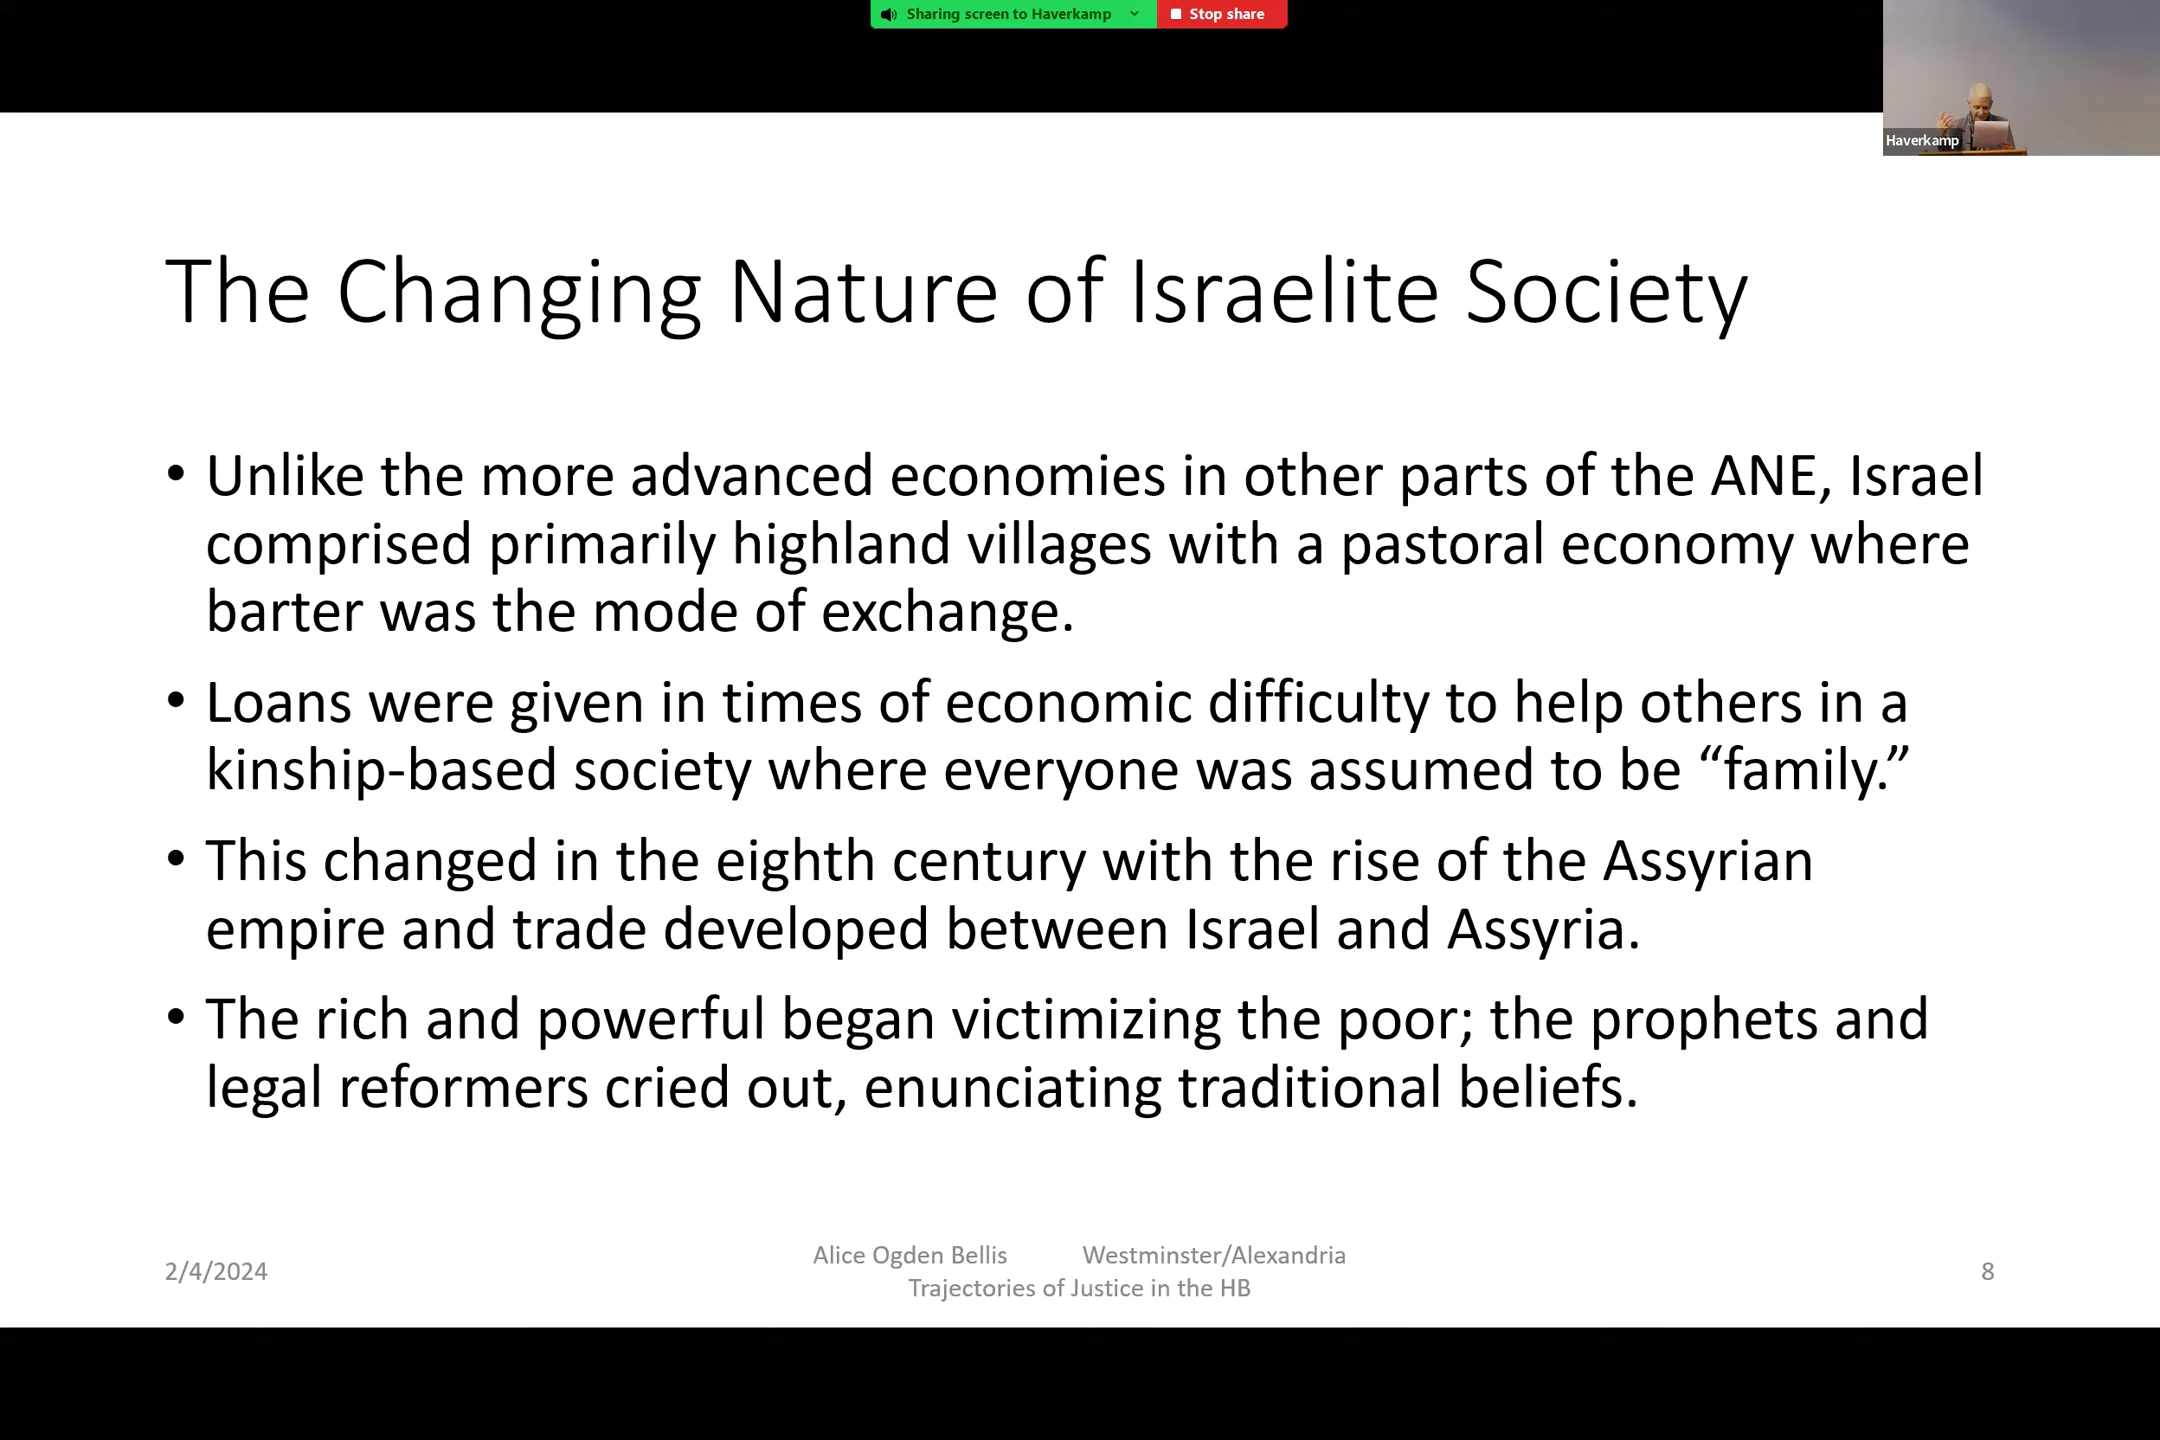 Sharing screen to Haverkamp
Stop share
Haverkamp
The Changing Nature of Israelite Society
• Unlike the more advanced economies in other parts of the ANE, Israel
comprised primarily highland villages with a pastoral economy where
barter was the mode of exchange.
• Loans were given in times of economic difficulty to help others in a
kinship-based society where everyone was assumed to be “family.”
• This changed in the eighth century with the rise of the Assyrian
empire and trade developed between Israel and Assyria.
• The rich and powerful began victimizing the poor; the prophets and
legal reformers cried out, enunciating traditional beliefs.
2/4/2024
Alice Ogden Bellis Westminster/Alexandria
Trajectories of Justice in the HB
8